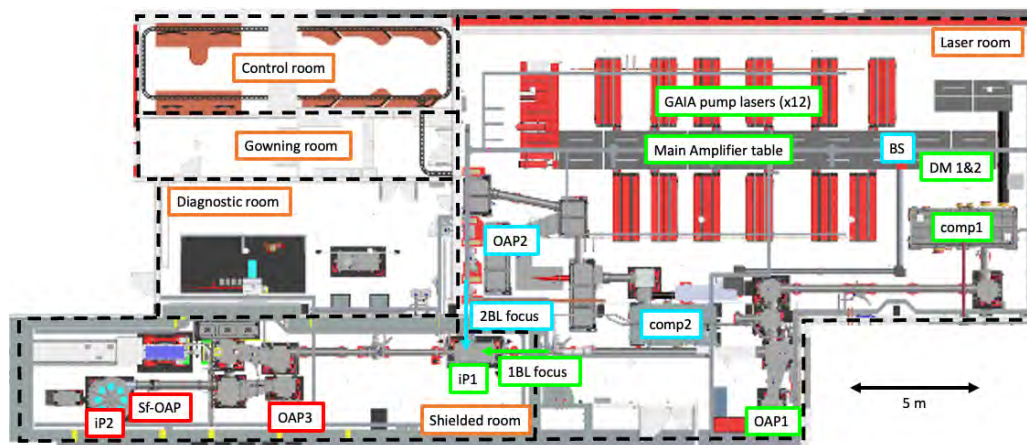 Control room
Laser room
GAIA pump lasers (x12)
Gowning room
Main Amplifier table
BS
DM 1&2
Diagnostic room
comp1
OAP2
2BL focus
comp2
iP1
1BL focus
5 m
Sf-OAP
iP2
OAP3
Shielded room
OAP1